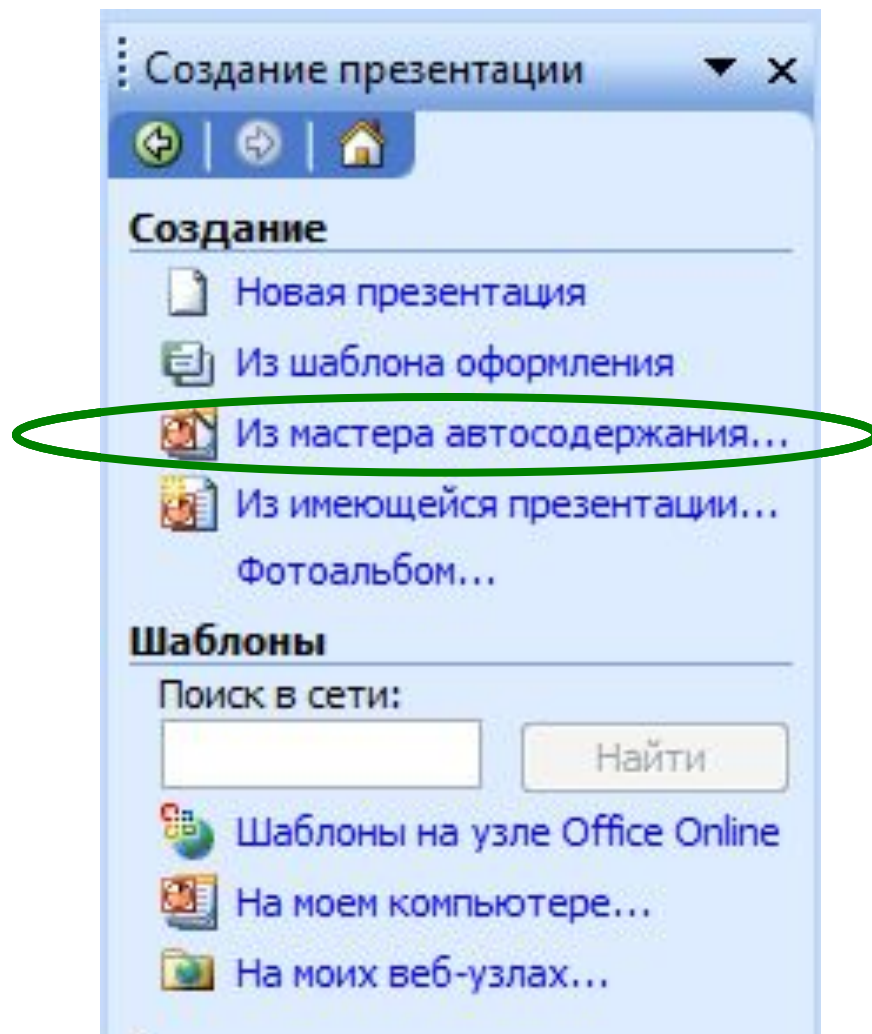 Создание презентации
Создание
Новая презентация
Из шаблона оформления
Из мастера автосодержания...
Из имеющейся презентации...
Фотоальбом...
Шаблоны
Поиск в сети:
Найти
Шаблоны на узле Office Online
На моем компьютере...
На моих веб-узлах...